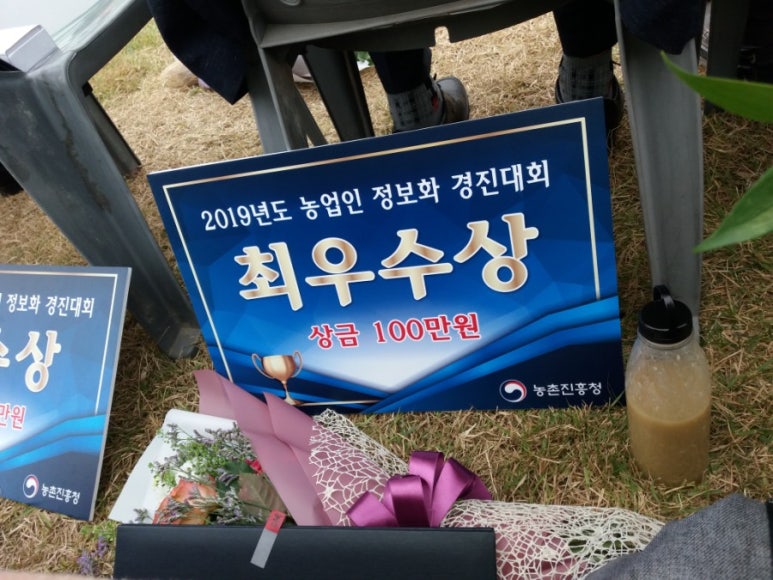 2019년도 농업인 정보화 경진대회
최우수상
상금 100만원
농촌진흥청
정보화 경진대회
수상
만원
농촌진흥청